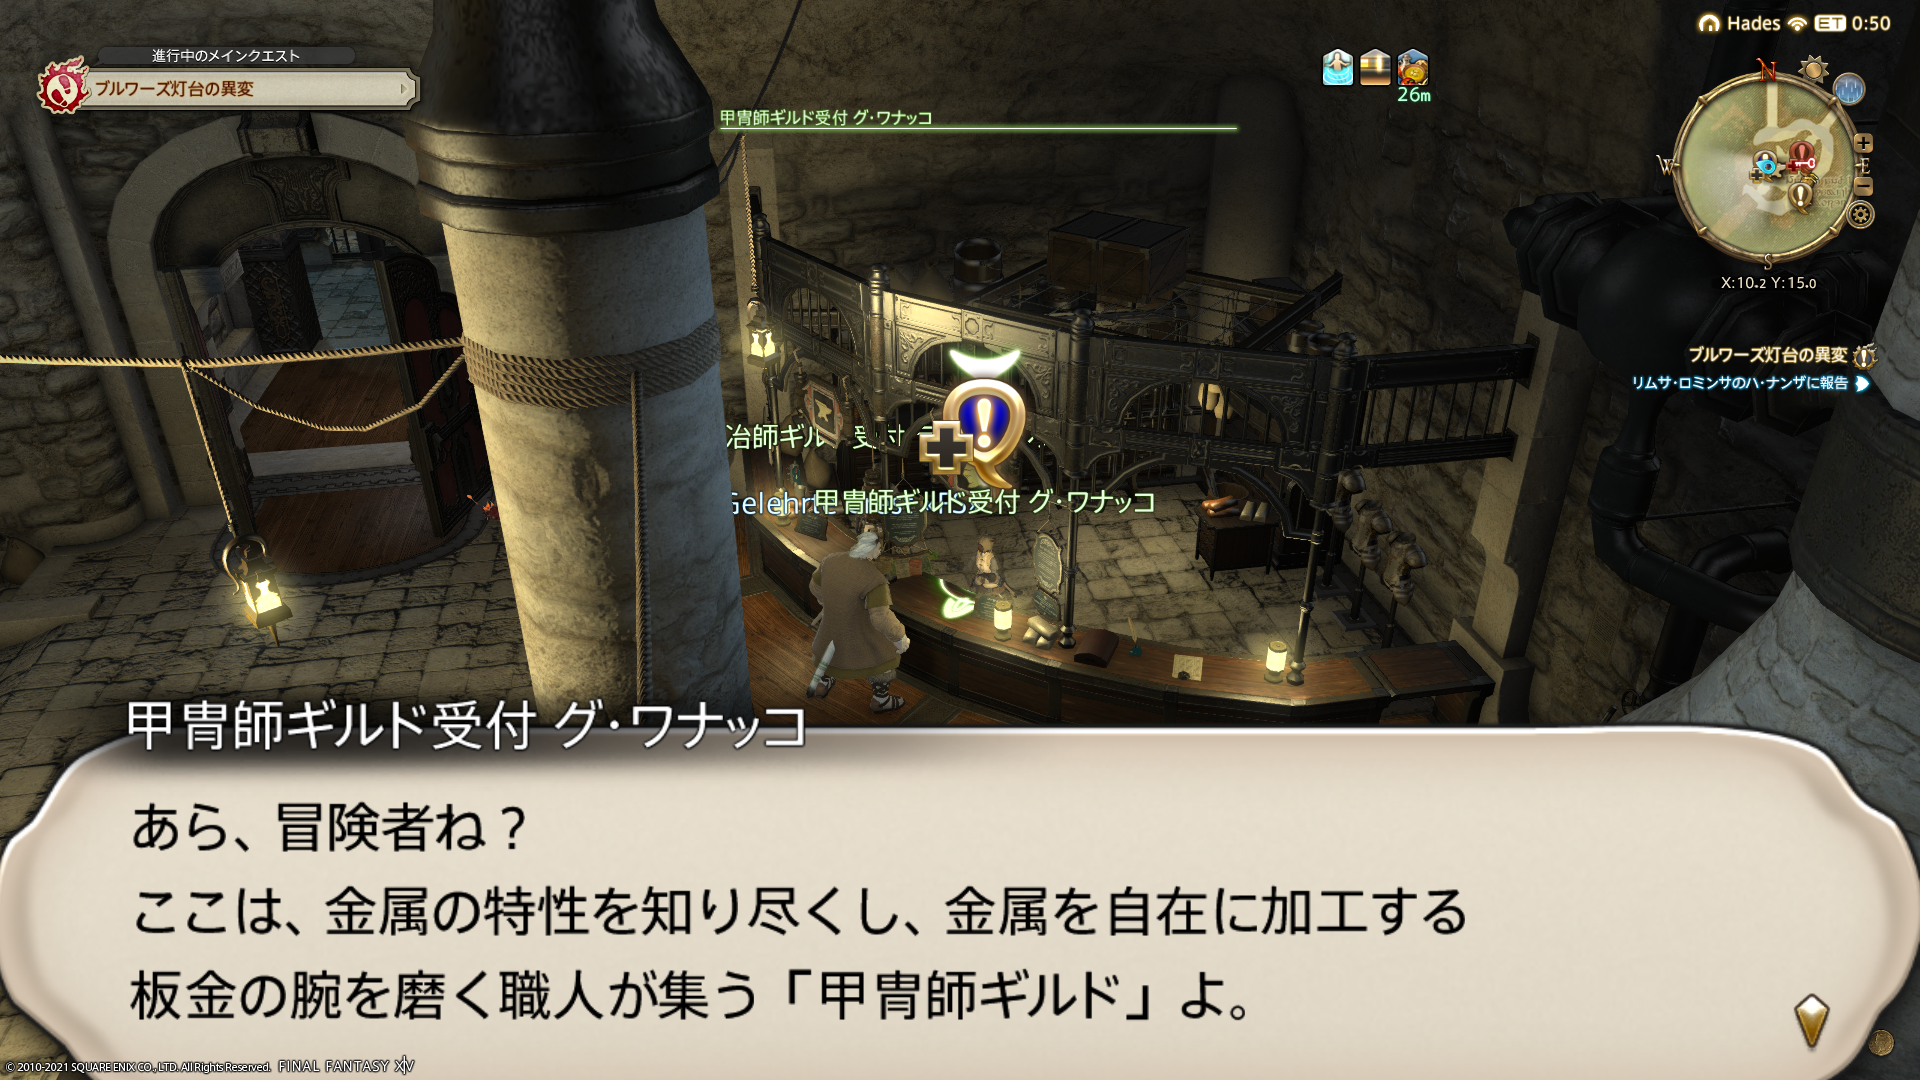 進行中のメインクエスト
ブルワーズ灯台の異変
甲冑師ギルド受付 グ・ワナッコ
26m
Hades
ET 0:50
N
W
E
S
X:10.2 Y:15.0
ブルワーズ灯台の異変
リムサ・ロミンサのハ・ナンザに報告
甲冑師ギルド受付 グ・ワナッコ
甲冑師ギルド受付 グ・ワナッコ
あら、冒険者ね？
ここは、金属の特性を知り尽くし、金属を自在に加工する
板金の腕を磨く職人が集う「甲冑師ギルド」よ。
© 2010-2021 SQUARE ENIX CO., LTD. All Rights Reserved. FINAL FANTASY XIV